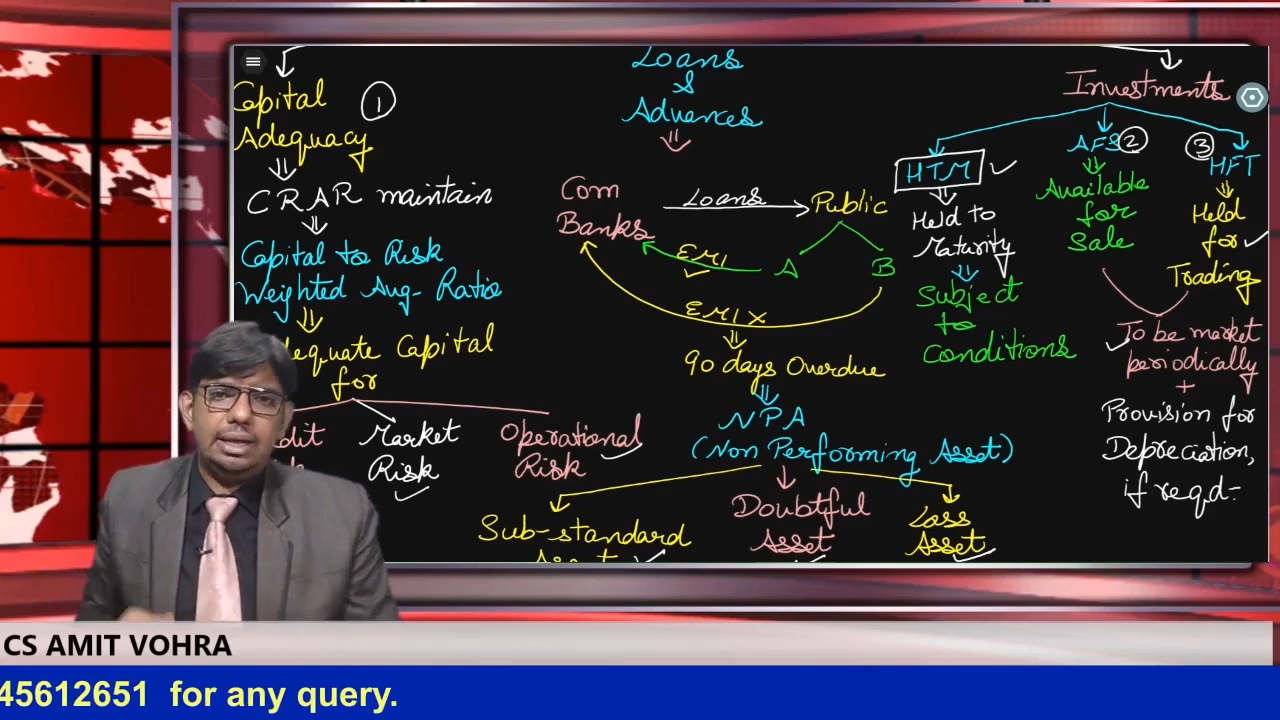 Capital
Adequacy
1
CRAR maintain
Capital to Risk
Weighted Avg- Ratio
dequate Capital
for
dit
k
Market
Risk
Operational
Risk
Loans
&
Advances
Com
Banks
Loans
Public
A
B
EMI
EMI X
90 days Overdue
NPA
(Non Performing Asset)
Sub-standard
Asset
Doubtful
Asset
Loss
Asset
Investments
HTM
Held to
Maturity
Subject
to
Conditions
AFS 2
Available
for
Sale
3
HFT
Held
for
Trading
To be market
periodically
+
Provision for
Depreciation,
if reqd-
CS AMIT VOHRA
45612651 for any query.